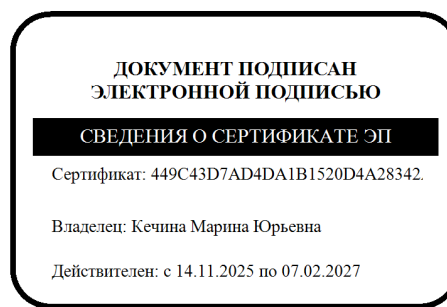 ДОКУМЕНТ ПОДПИСАН
ЭЛЕКТРОННОЙ ПОДПИСЬЮ
СВЕДЕНИЯ О СЕРТИФИКАТЕ ЭП
Сертификат: 449C43D7AD4DA1B1520D4A28342
Владелец: Кечина Марина Юрьевна
Действителен: с 14.11.2025 по 07.02.2027